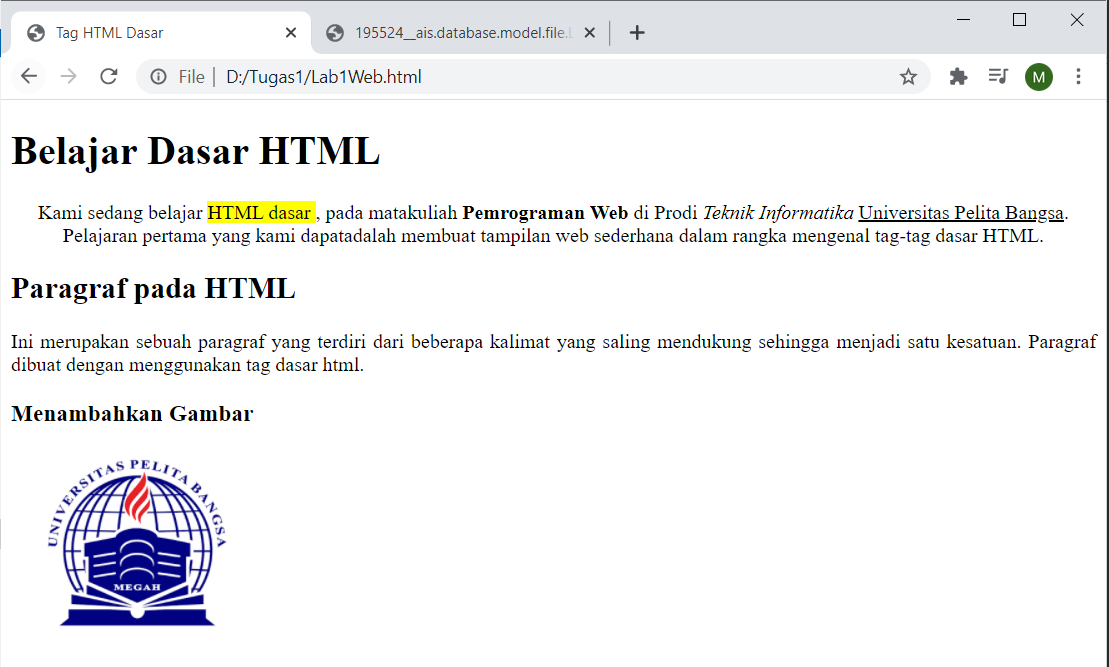 Tag HTML Dasar
195524__ais.database.model.file.
File | D:/Tugas1/Lab1Web.html
M
Belajar Dasar HTML
Kami sedang belajar HTML dasar , pada matakuliah Pemrograman Web di Prodi Teknik Informatika Universitas Pelita Bangsa.
Pelajaran pertama yang kami dapatadalah membuat tampilan web sederhana dalam rangka mengenal tag-tag dasar HTML.
Paragraf pada HTML
Ini merupakan sebuah paragraf yang terdiri dari beberapa kalimat yang saling mendukung sehingga menjadi satu kesatuan. Paragraf
dibuat dengan menggunakan tag dasar html.
Menambahkan Gambar
UNIVERSITAS PELITA BANGSA
MEGAH